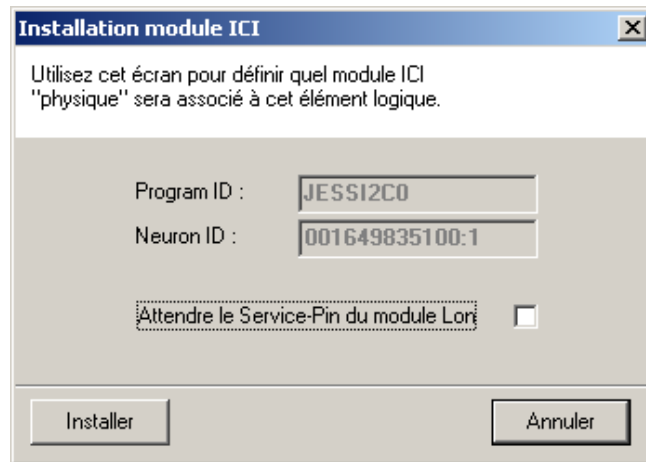 Installation module ICI
Utilisez cet écran pour définir quel module ICI
"physique" sera associé à cet élément logique.
Program ID : JESSI2C0
Neuron ID : 001649835100:1
Attendre le Service-Pin du module Lon
Installer Annuler